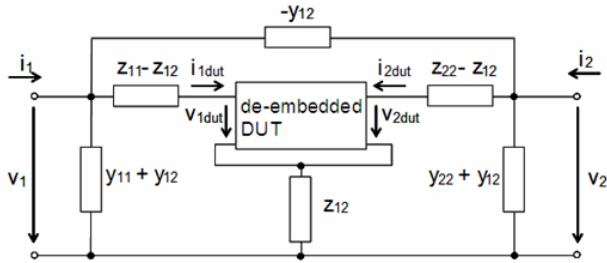 -y12
i1
z11- z12
i1dut
i2dut
z22- z12
i2
v1dut
de-embedded
DUT
v2dut
v1
y11 + y12
z12
y22 + y12
v2